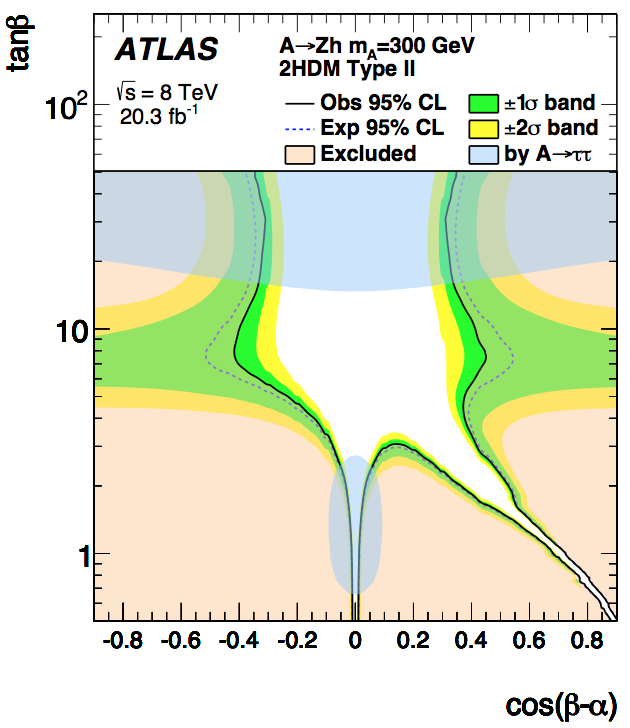 tanβ
ATLAS
√s = 8 TeV
20.3 fb⁻¹
A→Zh m_A=300 GeV
2HDM Type II
Obs 95% CL
±1σ band
Exp 95% CL
±2σ band
Excluded
by A→ττ
10²
10
1
-0.8 -0.6 -0.4 -0.2 0 0.2 0.4 0.6 0.8
cos(β-α)